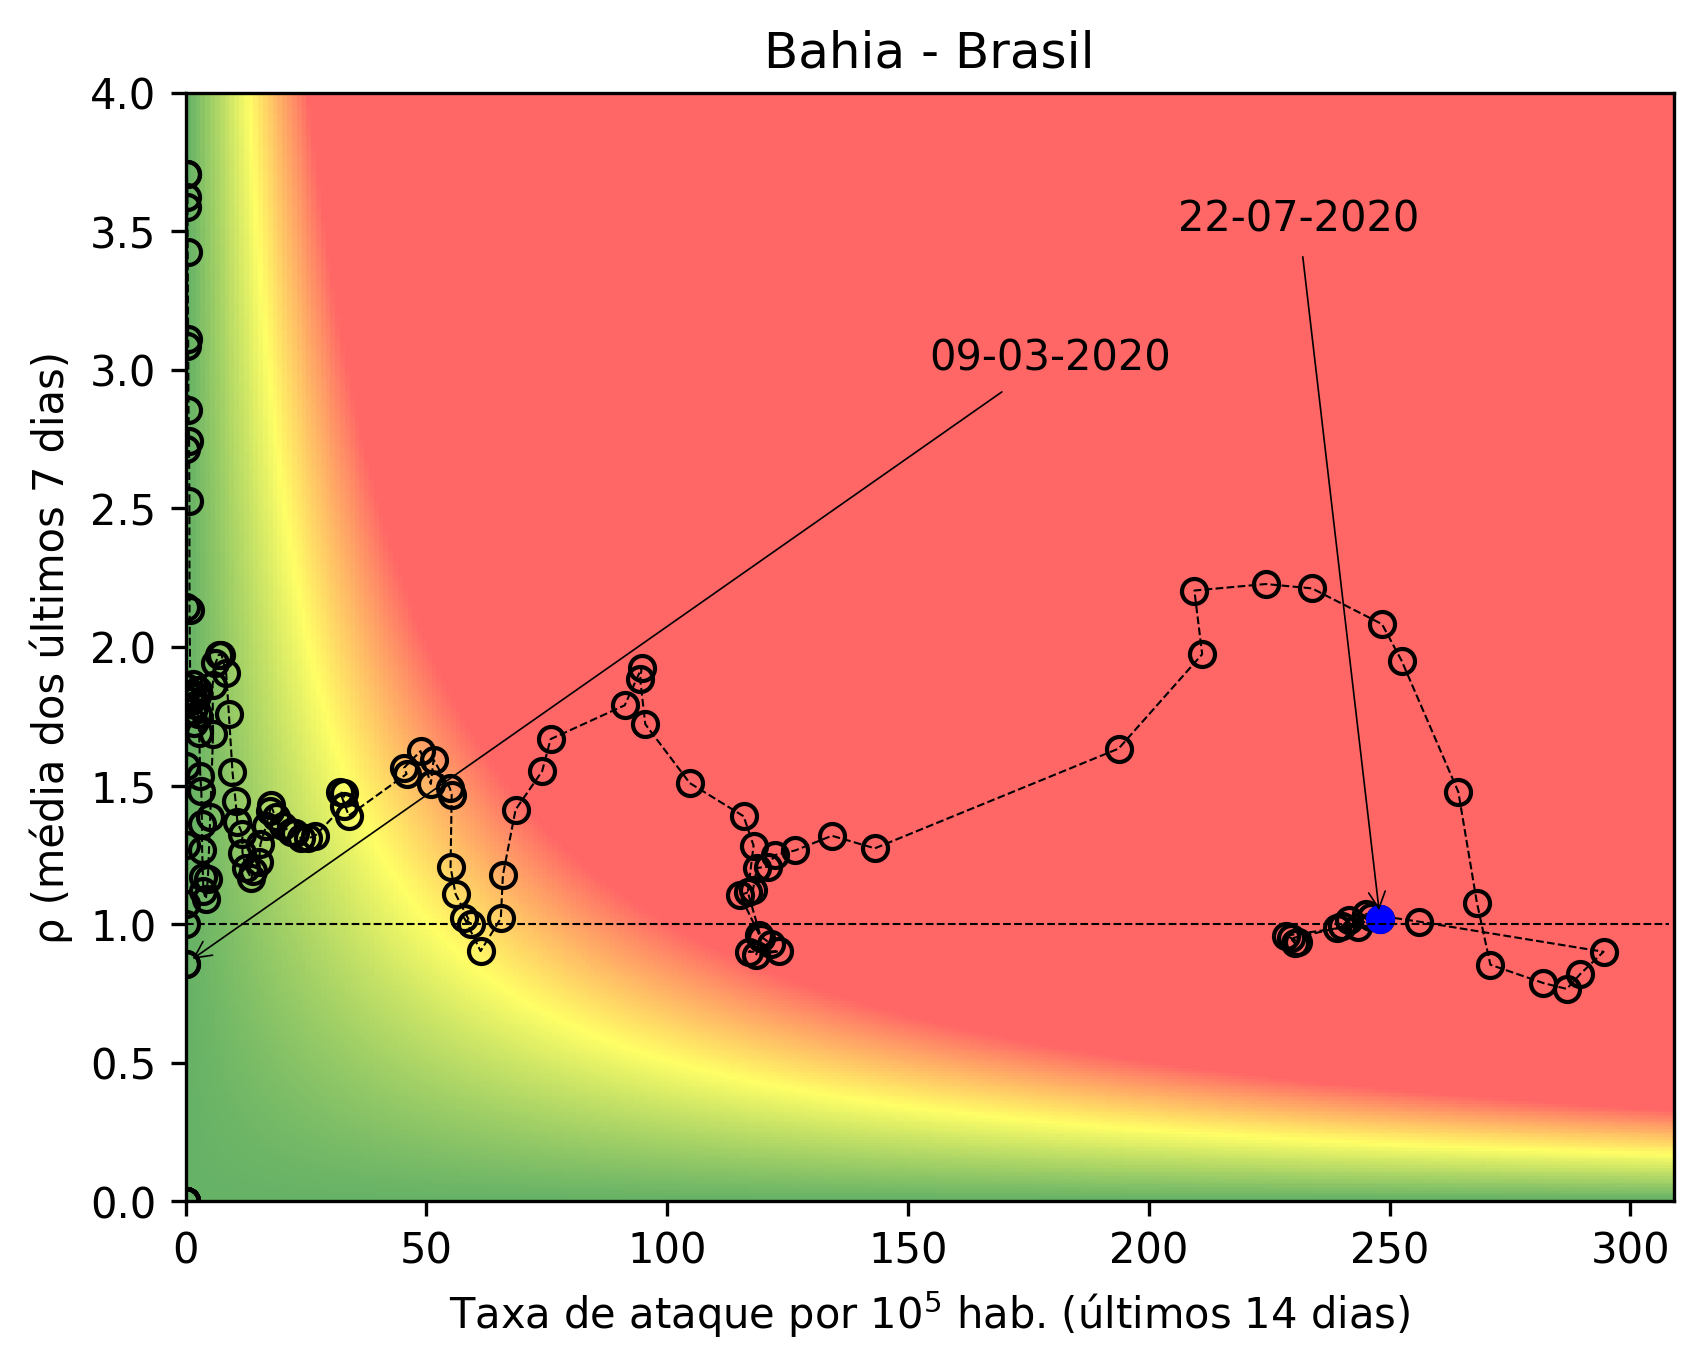 Bahia - Brasil
4.0
3.5
3.0
2.5
2.0
1.5
1.0
0.5
0.0
ρ (média dos últimos 7 dias)
22-07-2020
09-03-2020
0 50 100 150 200 250 300
Taxa de ataque por 10⁵ hab. (últimos 14 dias)